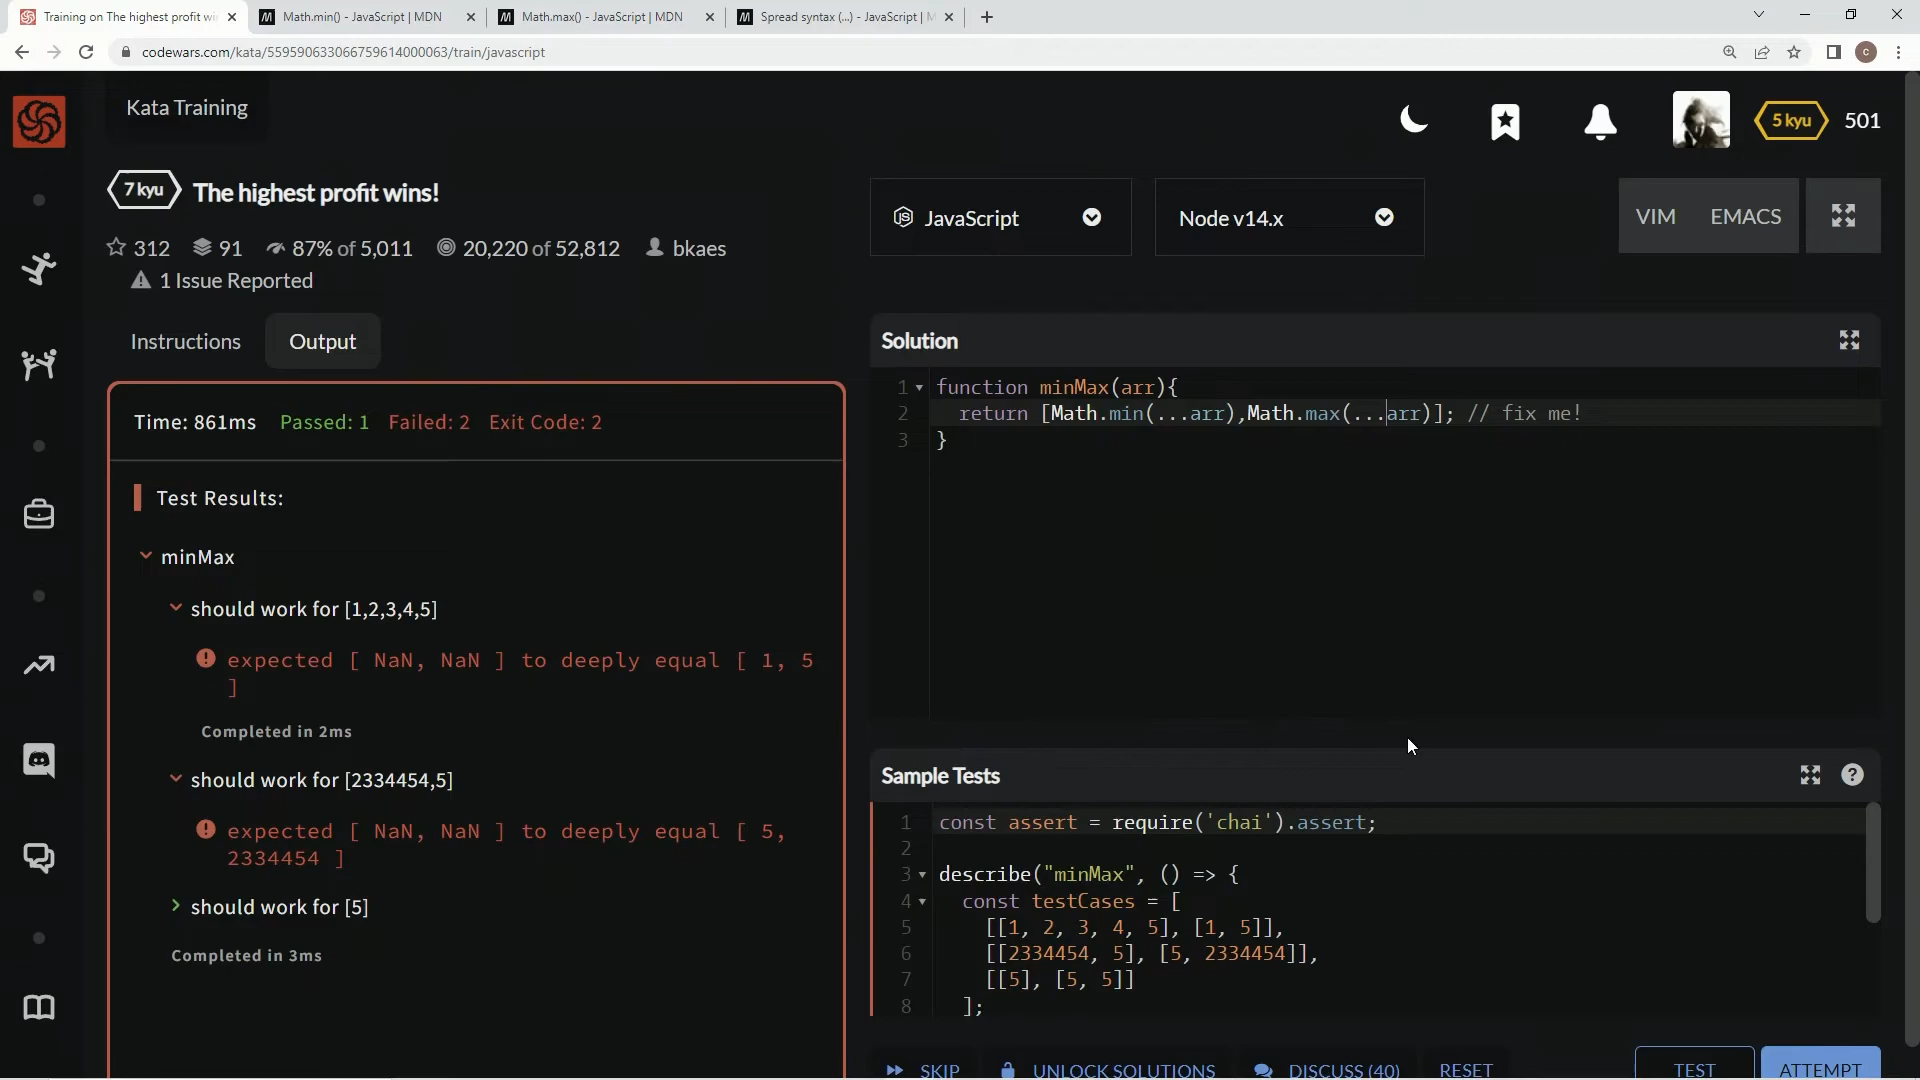 Training on The highest profit wi
Math.min() - JavaScript | MDN
Math.max() - JavaScript | MDN
Spread syntax (...) - JavaScript | M
codewars.com/kata/559590633066759614000063/train/javascript
C
Kata Training
5 kyu
501
7 kyu
The highest profit wins!
312
91
87% of 5,011
20,220 of 52,812
bkaes
1 Issue Reported
JavaScript
Node v14.x
VIM
EMACS
Instructions
Output
Time: 861ms Passed: 1 Failed: 2 Exit Code: 2
Test Results:
minMax
should work for [1,2,3,4,5]
expected [ NaN, NaN ] to deeply equal [ 1, 5
]
Completed in 2ms
should work for [2334454,5]
expected [ NaN, NaN ] to deeply equal [ 5,
2334454 ]
should work for [5]
Completed in 3ms
Solution
1 function minMax(arr){
2 return [Math.min(...arr),Math.max(...arr)]; // fix me!
3 }
Sample Tests
1 const assert = require('chai').assert;
2
3 describe("minMax", () => {
4 const testCases = [
5 [[1, 2, 3, 4, 5], [1, 5]],
6 [[2334454, 5], [5, 2334454]],
7 [[5], [5, 5]]
8 ];
SKIP
UNLOCK SOLUTIONS
DISCUSS (40)
RESET
TEST
ATTEMPT